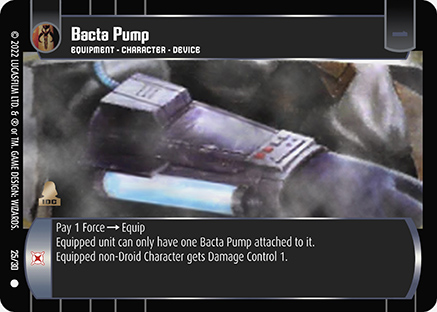 Bacta Pump
EQUIPMENT - CHARACTER - DEVICE
100
Pay 1 Force → Equip
Equipped unit can only have one Bacta Pump attached to it.
Equipped non-Droid Character gets Damage Control 1.
© 2022 LUCASFILM LTD. & ® or TM. GAME DESIGN: WIZARDS.
25/30